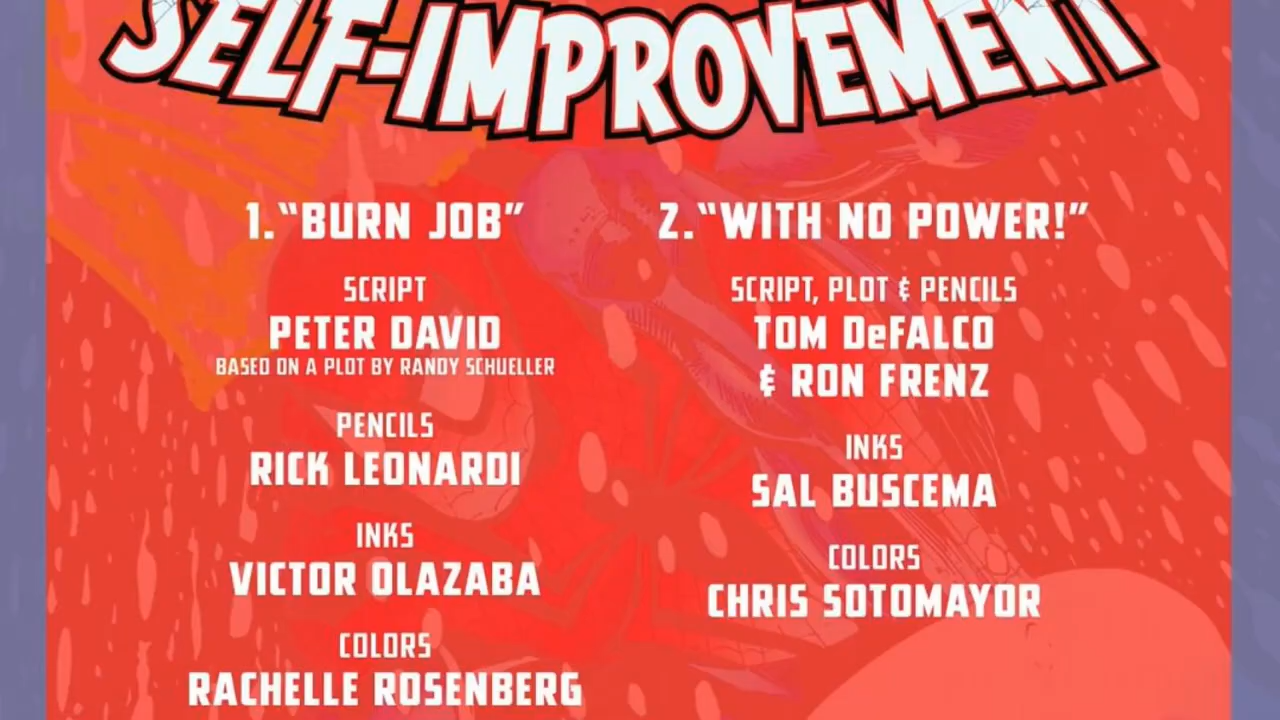 SELF-IMPROVEMENT
1. "BURN JOB"
SCRIPT
PETER DAVID
BASED ON A PLOT BY RANDY SCHUELLER
PENCILS
RICK LEONARDI
INKS
VICTOR OLAZABA
COLORS
RACHELLE ROSENBERG
2. "WITH NO POWER!"
SCRIPT, PLOT & PENCILS
TOM DeFALCO
& RON FRENZ
INKS
SAL BUSCEMA
COLORS
CHRIS SOTOMAYOR